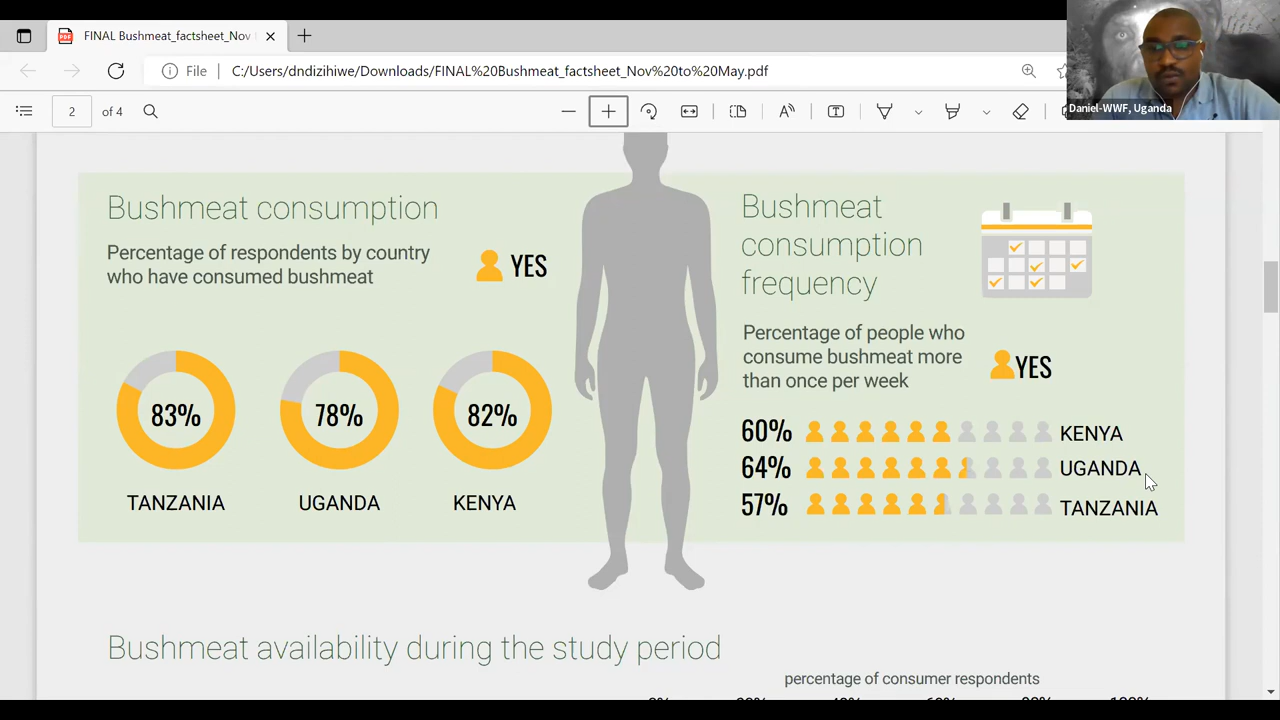 FINAL Bushmeat_factsheet_Nov
File
C:/Users/dndizihiwe/Downloads/FINAL%20Bushmeat_factsheet_Nov%20to%20May.pdf
2
of 4
Daniel-WWF, Uganda
Bushmeat consumption
Percentage of respondents by country
who have consumed bushmeat
YES
83%
78%
82%
TANZANIA
UGANDA
KENYA
Bushmeat
consumption
frequency
Percentage of people who
consume bushmeat more
than once per week
YES
60%
KENYA
64%
UGANDA
57%
TANZANIA
Bushmeat availability during the study period
percentage of consumer respondents